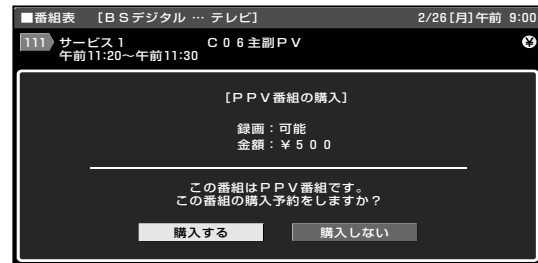 ■番組表 [BSデジタル … テレビ] 2/26[月]午前 9:00
111 サービス1 C06主副PV ¥
午前11:20～午前11:30
[PPV番組の購入]
録画：可能
金額：￥500
この番組はPPV番組です。
この番組の購入予約をしますか？
購入する 購入しない